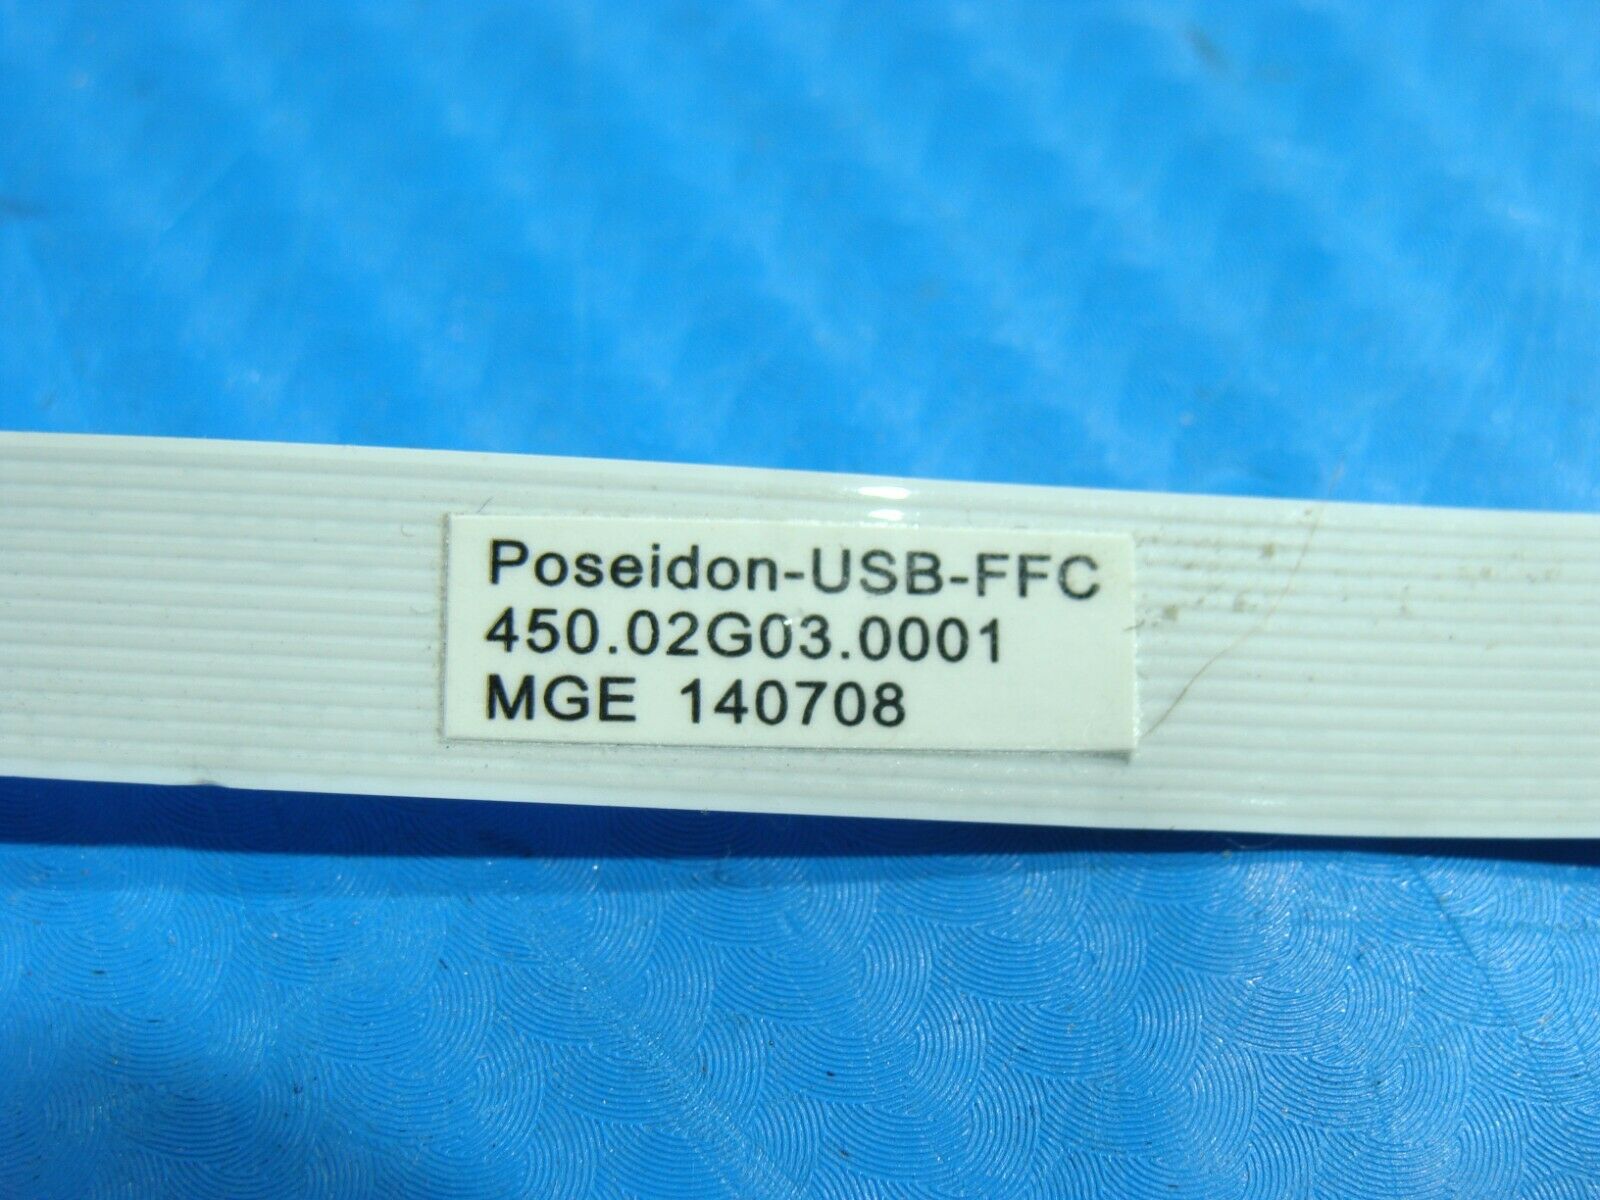 Poseidon-USB-FFC
450.02G03.0001
MGE 140708